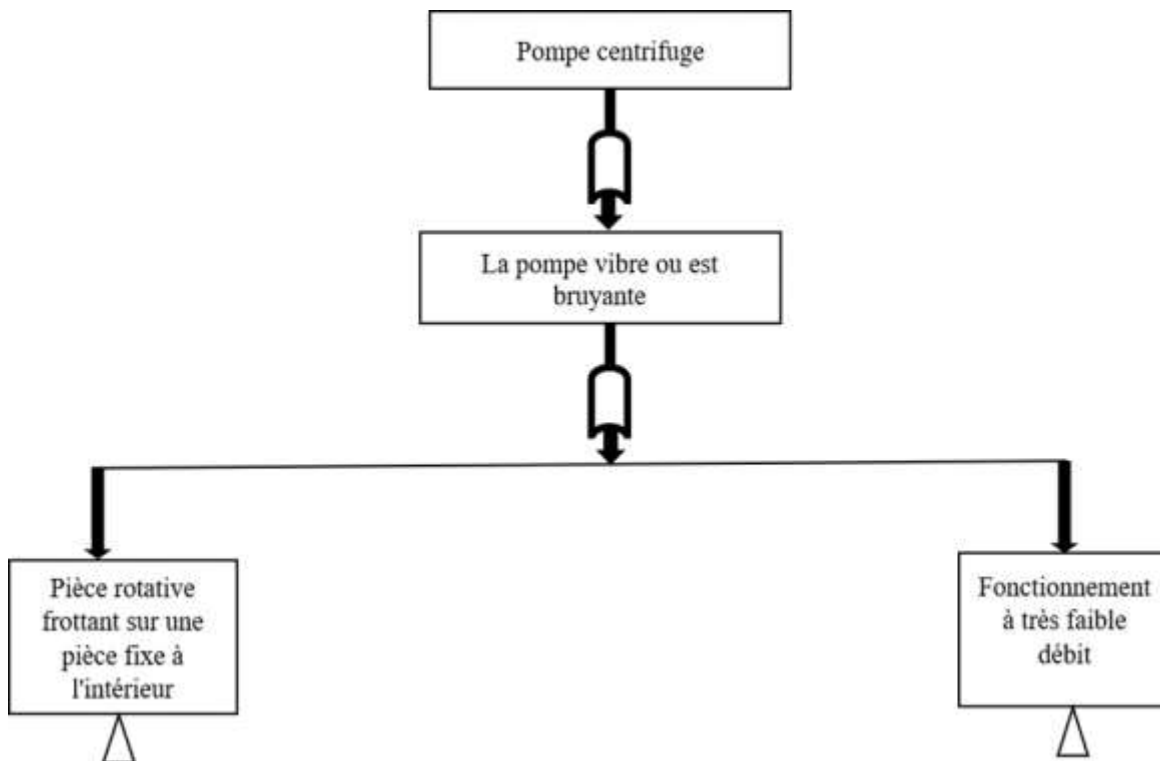 Pompe centrifuge
La pompe vibre ou est
bruyante
Pièce rotative
frottant sur une
pièce fixe à
l'intérieur
Fonctionnement
à très faible
débit